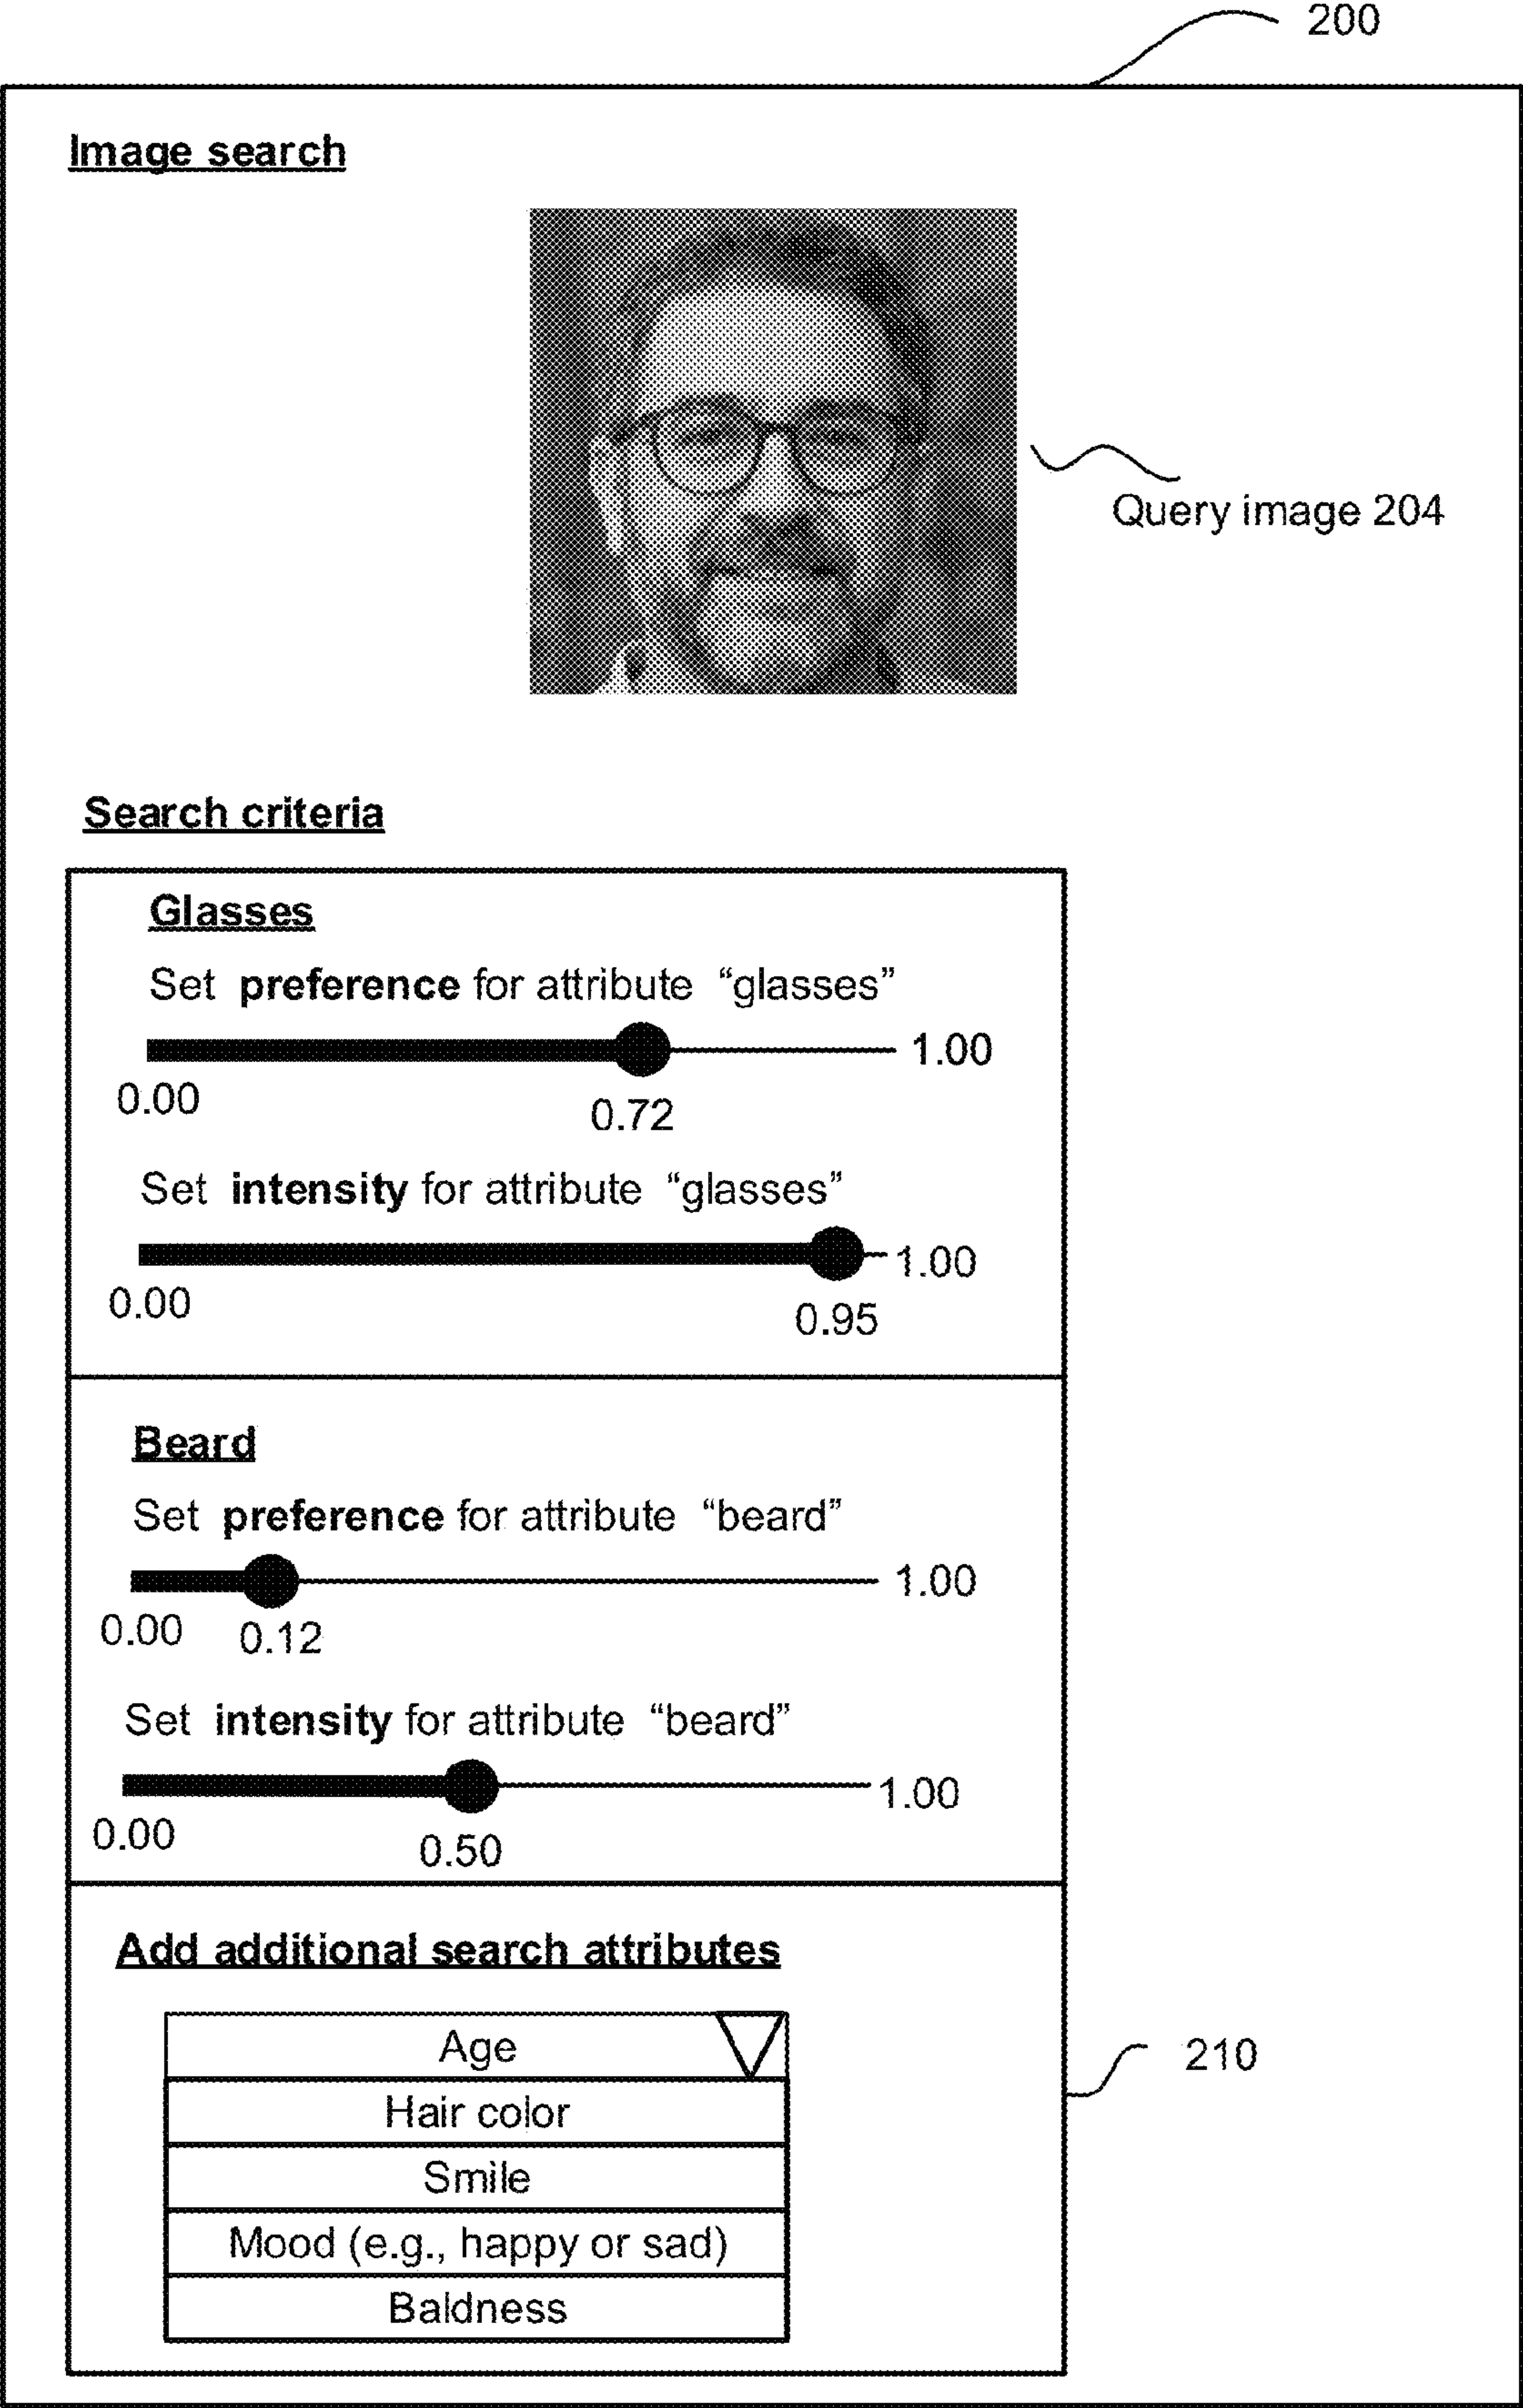 200
Image search
Query image 204
Search criteria
Glasses
Set preference for attribute “glasses”
1.00
0.00
0.72
Set intensity for attribute “glasses”
1.00
0.00
0.95
Beard
Set preference for attribute “beard”
1.00
0.00
0.12
Set intensity for attribute “beard”
1.00
0.00
0.50
Add additional search attributes
Age
210
Hair color
Smile
Mood (e.g., happy or sad)
Baldness